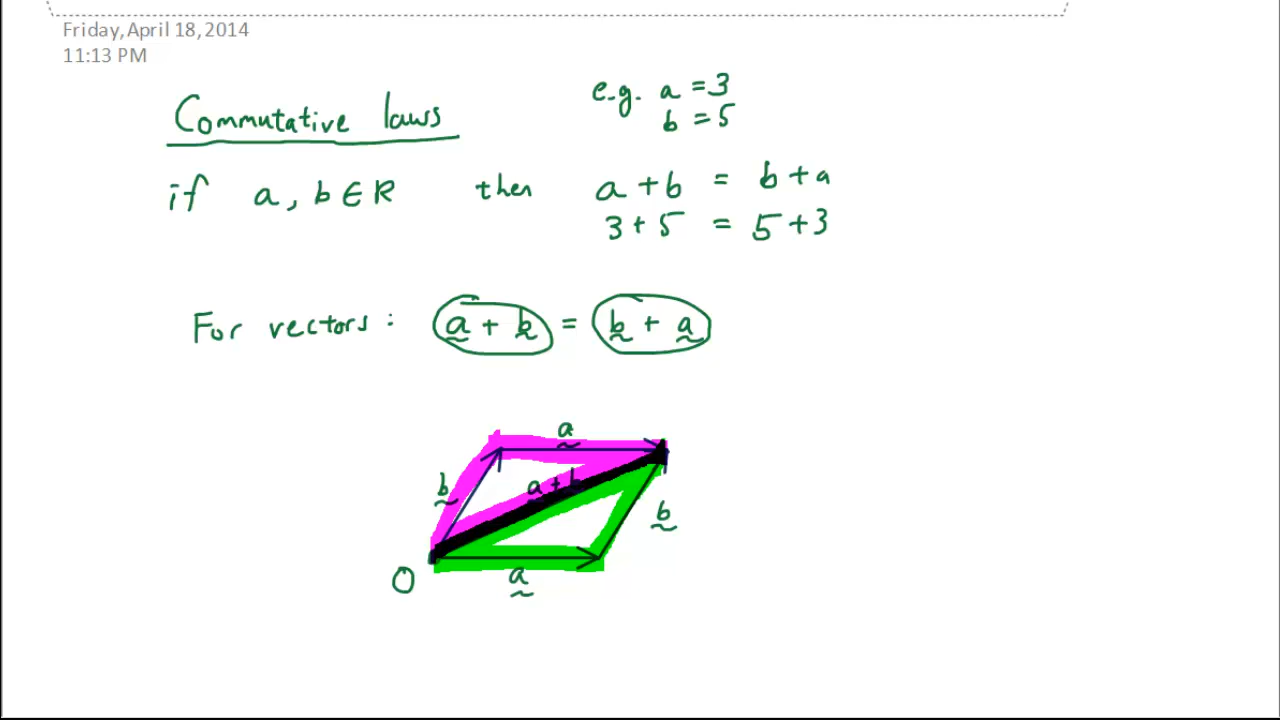 Friday, April 18, 2014
11:13 PM
Commutative laws
e.g. a = 3
b = 5
if a, b ∈ R then a + b = b + a
3 + 5 = 5 + 3
For vectors : a + b = b + a
a
b
a + b
b
O
a